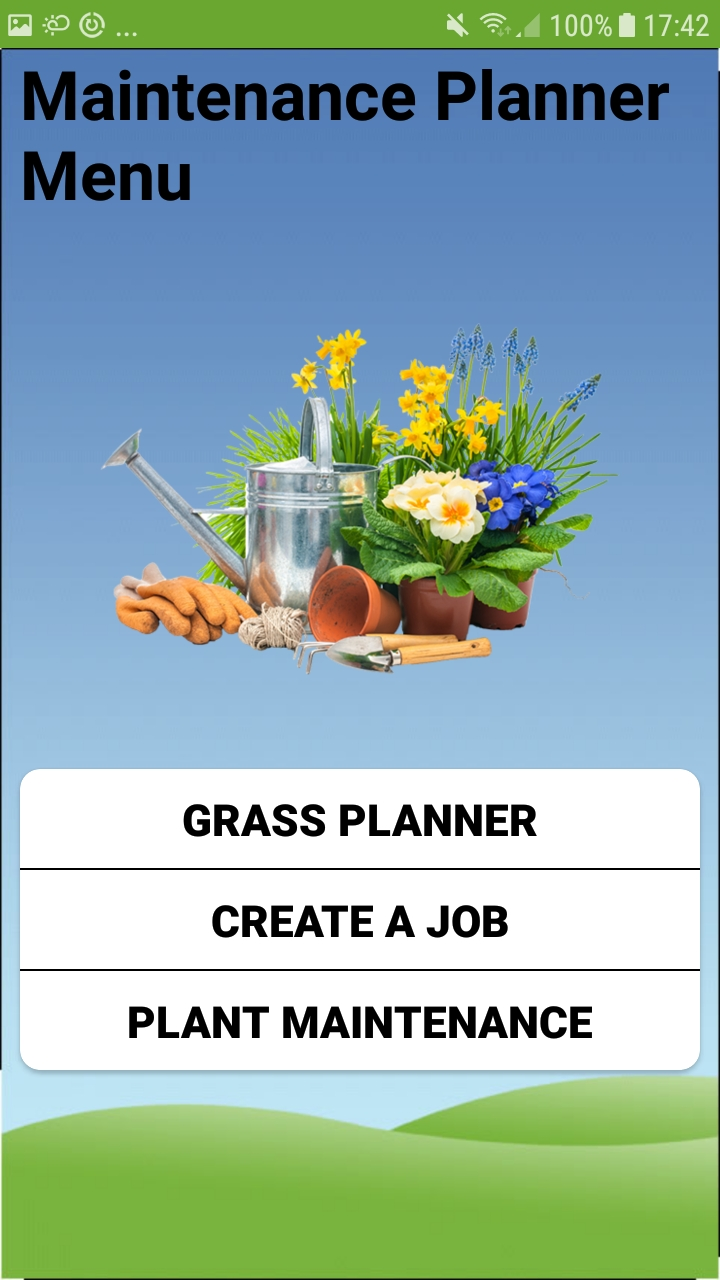 ... 100% 17:42
Maintenance Planner
Menu
GRASS PLANNER
CREATE A JOB
PLANT MAINTENANCE